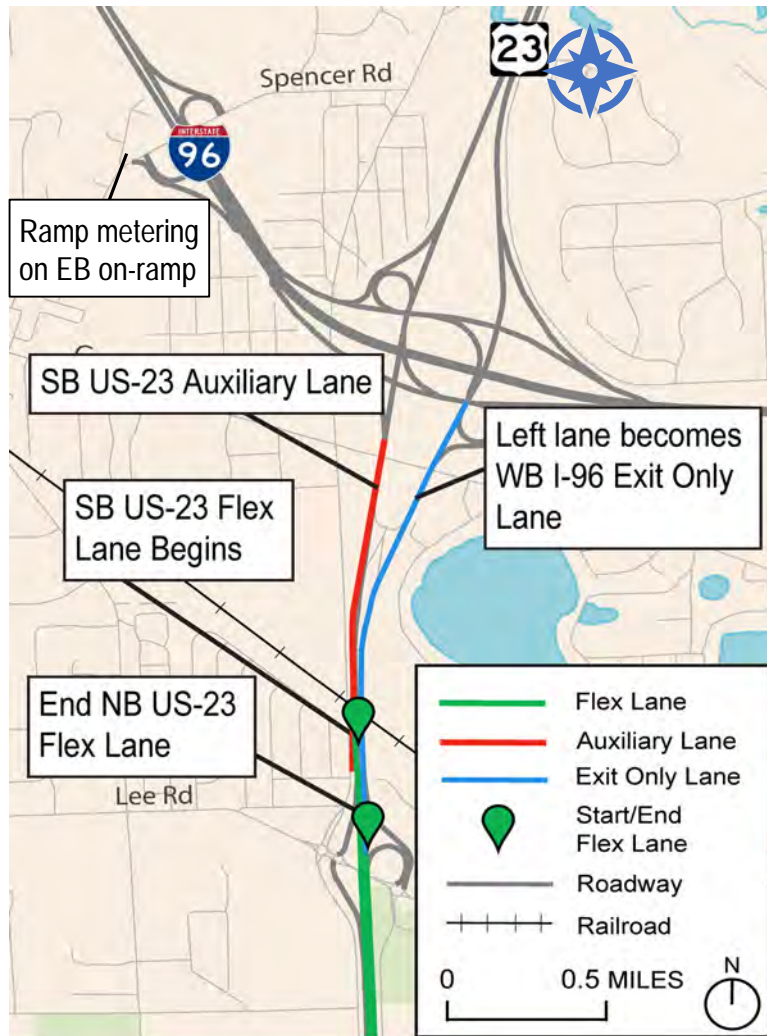 23
Spencer Rd
INTERSTATE
96
Ramp metering
on EB on-ramp
SB US-23 Auxiliary Lane
Left lane becomes
WB I-96 Exit Only
Lane
SB US-23 Flex
Lane Begins
End NB US-23
Flex Lane
Lee Rd
Flex Lane
Auxiliary Lane
Exit Only Lane
Start/End
Flex Lane
Roadway
Railroad
0 0.5 MILES
N